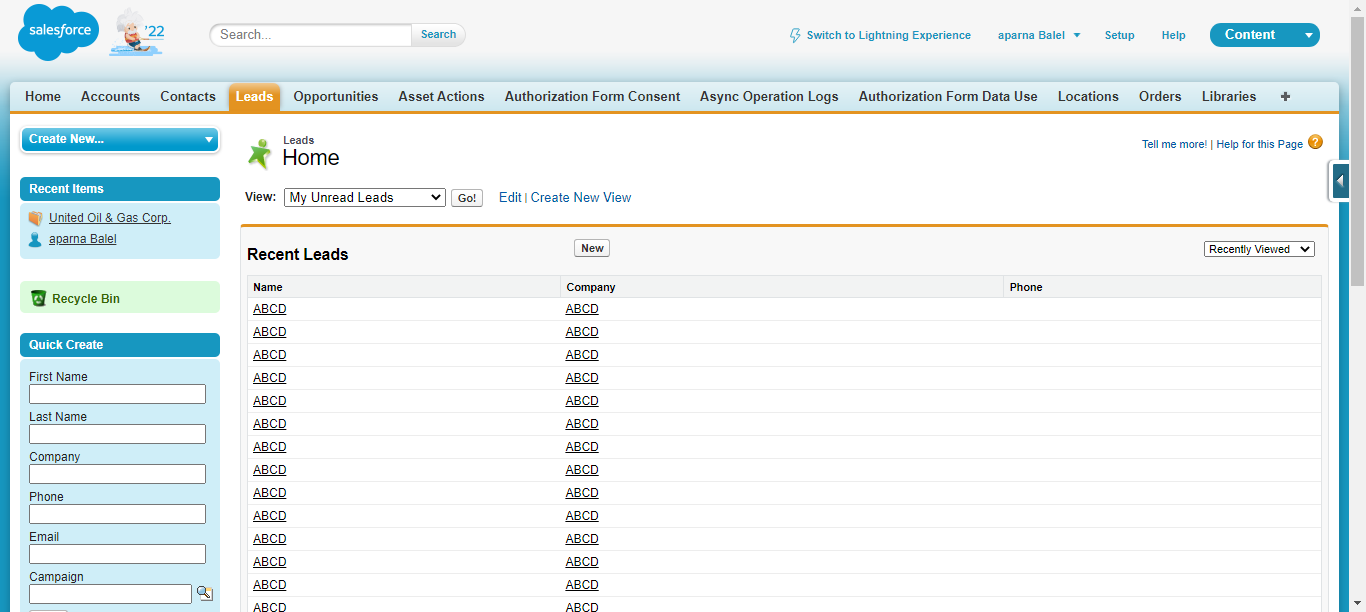 salesforce
'22
Search...
Search
Switch to Lightning Experience
aparna Balel
Setup
Help
Content
Home Accounts Contacts Leads Opportunities Asset Actions Authorization Form Consent Async Operation Logs Authorization Form Data Use Locations Orders Libraries +
Create New...
Recent Items
United Oil & Gas Corp.
aparna Balel
Recycle Bin
Quick Create
First Name
Last Name
Company
Phone
Email
Campaign
Leads
Home
Tell me more! | Help for this Page ?
View: My Unread Leads Go! Edit | Create New View
Recent Leads New Recently Viewed
Name Company Phone
ABCD ABCD
ABCD ABCD
ABCD ABCD
ABCD ABCD
ABCD ABCD
ABCD ABCD
ABCD ABCD
ABCD ABCD
ABCD ABCD
ABCD ABCD
ABCD ABCD
ABCD ABCD
ABCD ABCD
ABCD ABCD